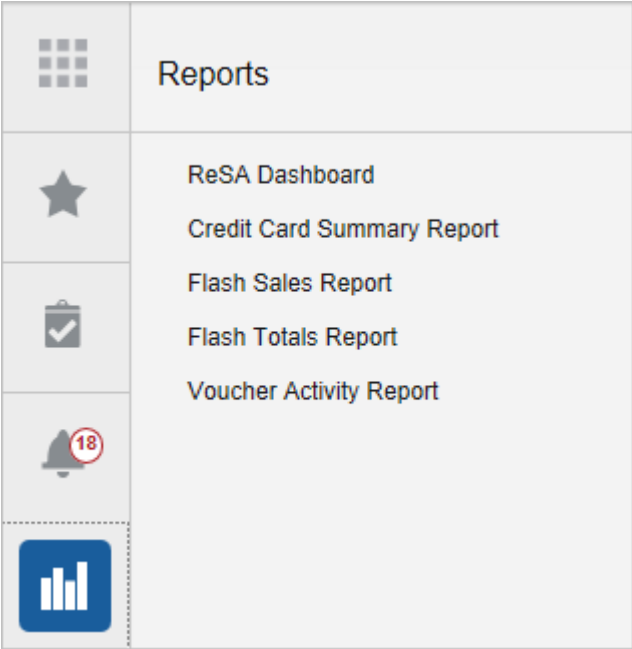 Reports
ReSA Dashboard
Credit Card Summary Report
Flash Sales Report
Flash Totals Report
Voucher Activity Report
18